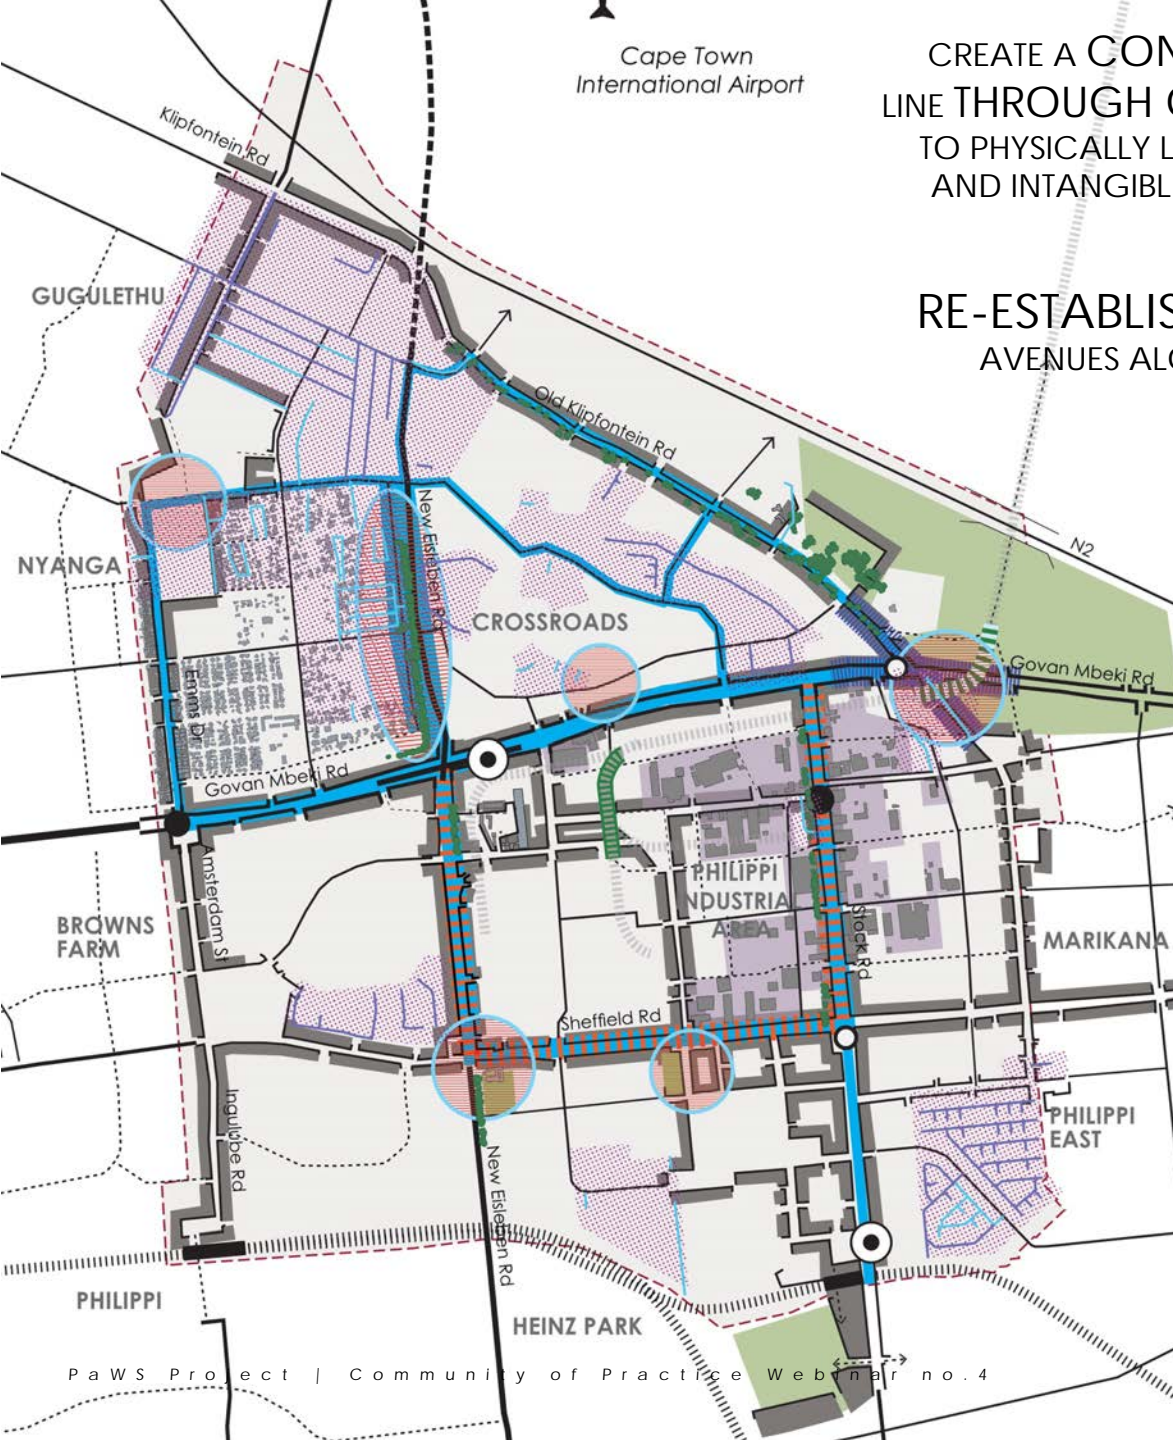 Cape Town
International Airport
CREATE A CON
LINE THROUGH
TO PHYSICALLY L
AND INTANGIBL
RE-ESTABLIS
AVENUES AL
Klipfontein Rd
GUGULETHU
Old Klipfontein Rd
N2
NYANGA
New Eisleben Rd
CROSSROADS
Govan Mbeki Rd
Emms Dr
Govan Mbeki Rd
Amsterdam St
PHILIPPI
NDUSTRIAL
AREA
BROWNS
FARM
Stock Rd
MARIKANA
Sheffield Rd
Ingulube Rd
PHILIPPI
EAST
New Eisleben Rd
PHILIPPI
HEINZ PARK
PaWS Project | Community of Practice Webinar no.4